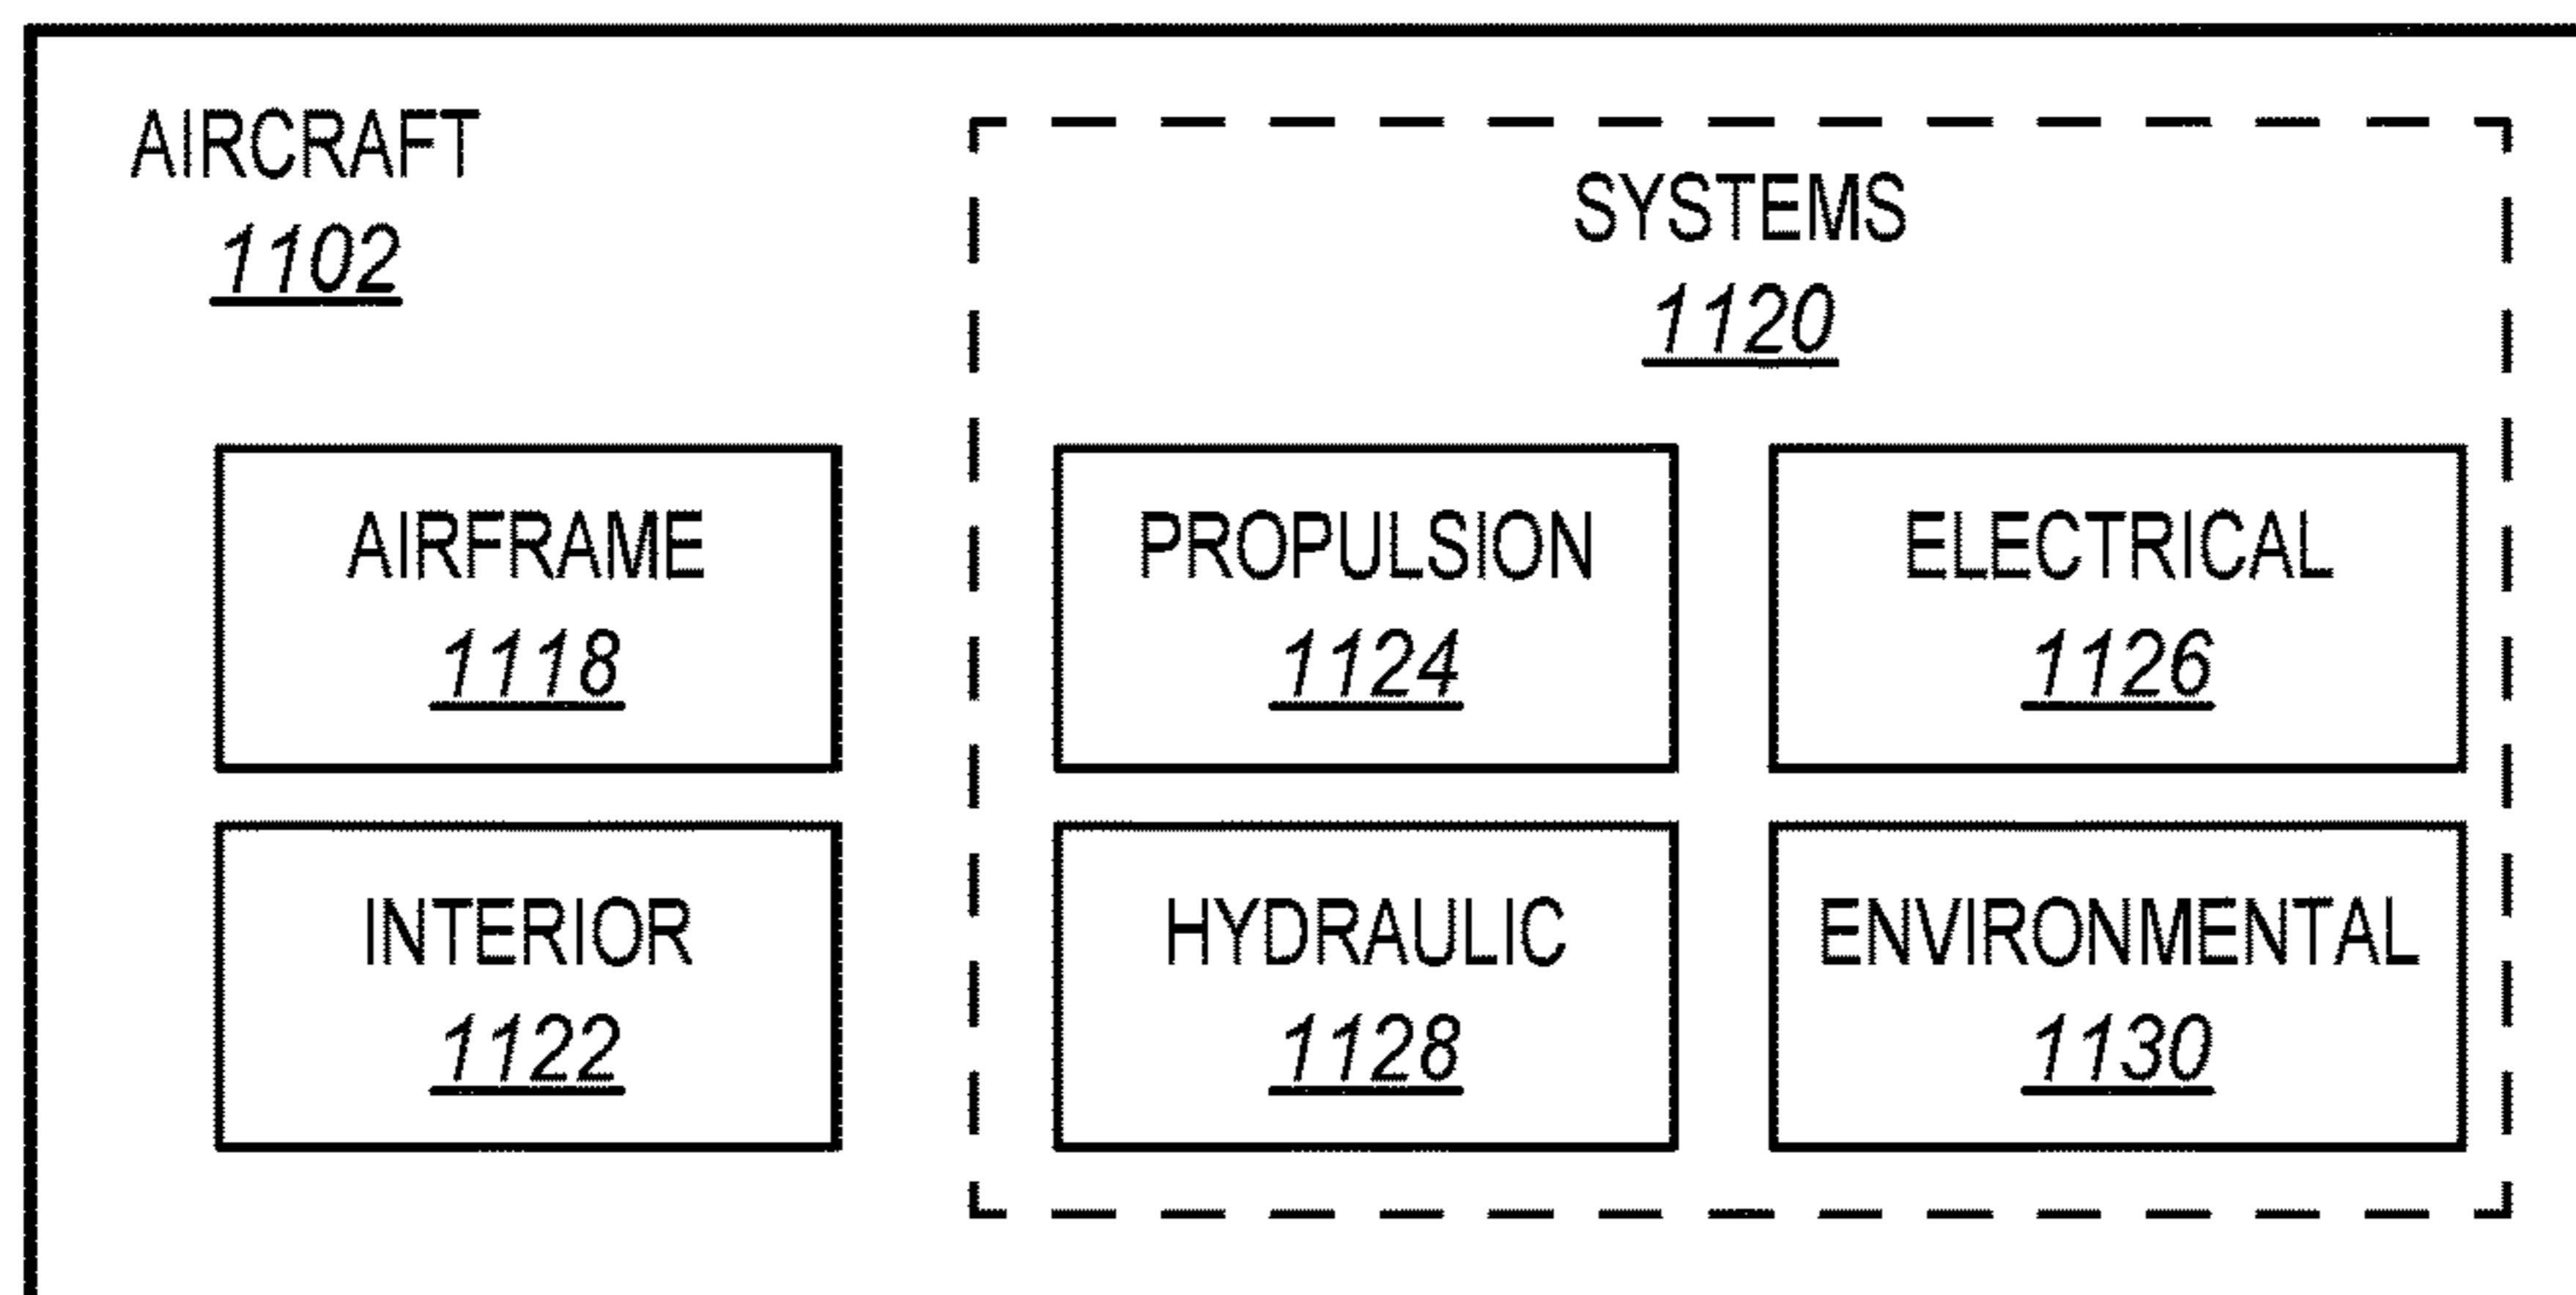 AIRCRAFT
1102
SYSTEMS
1120
AIRFRAME
1118
PROPULSION
1124
ELECTRICAL
1126
INTERIOR
1122
HYDRAULIC
1128
ENVIRONMENTAL
1130